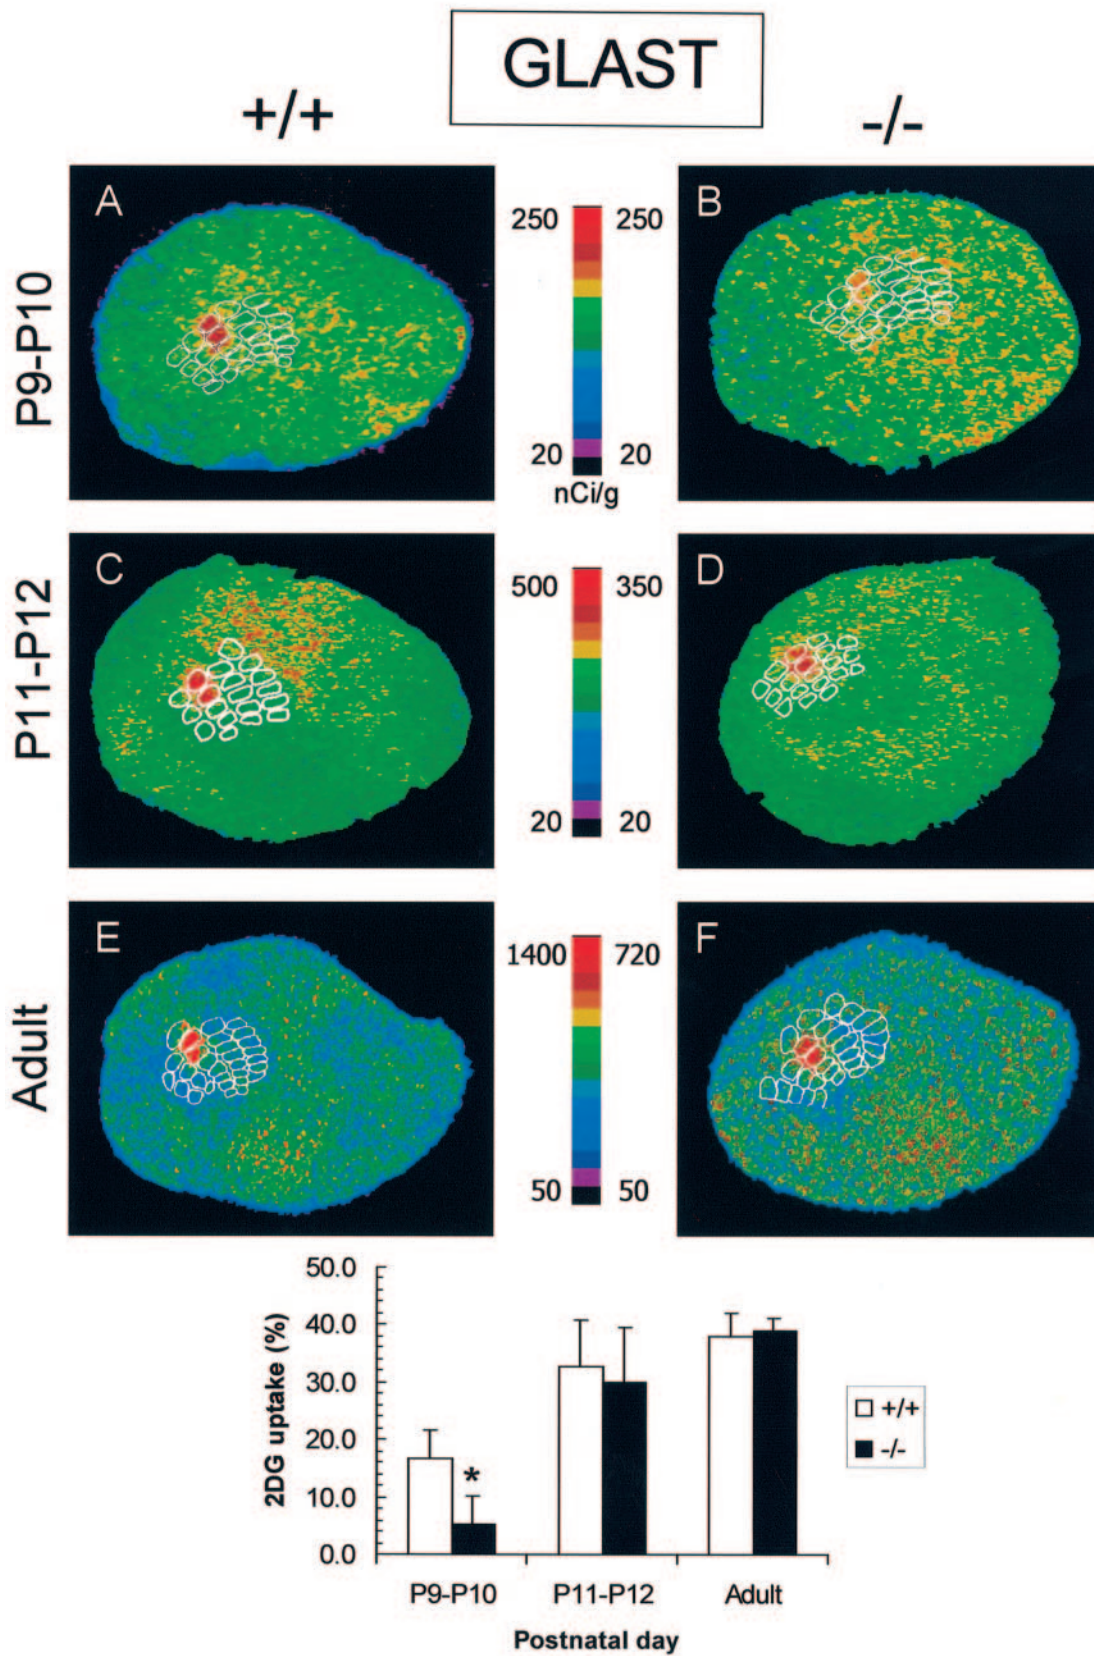 GLAST
+/+ -/-
P9-P10
A
250 250
20 20
nCi/g
B
P11-P12
C
500 350
20 20
D
Adult
E
1400 720
50 50
F
2DG uptake (%)
50.0
40.0
30.0
20.0
10.0
0.0
*
+/+
-/-
P9-P10 P11-P12 Adult
Postnatal day